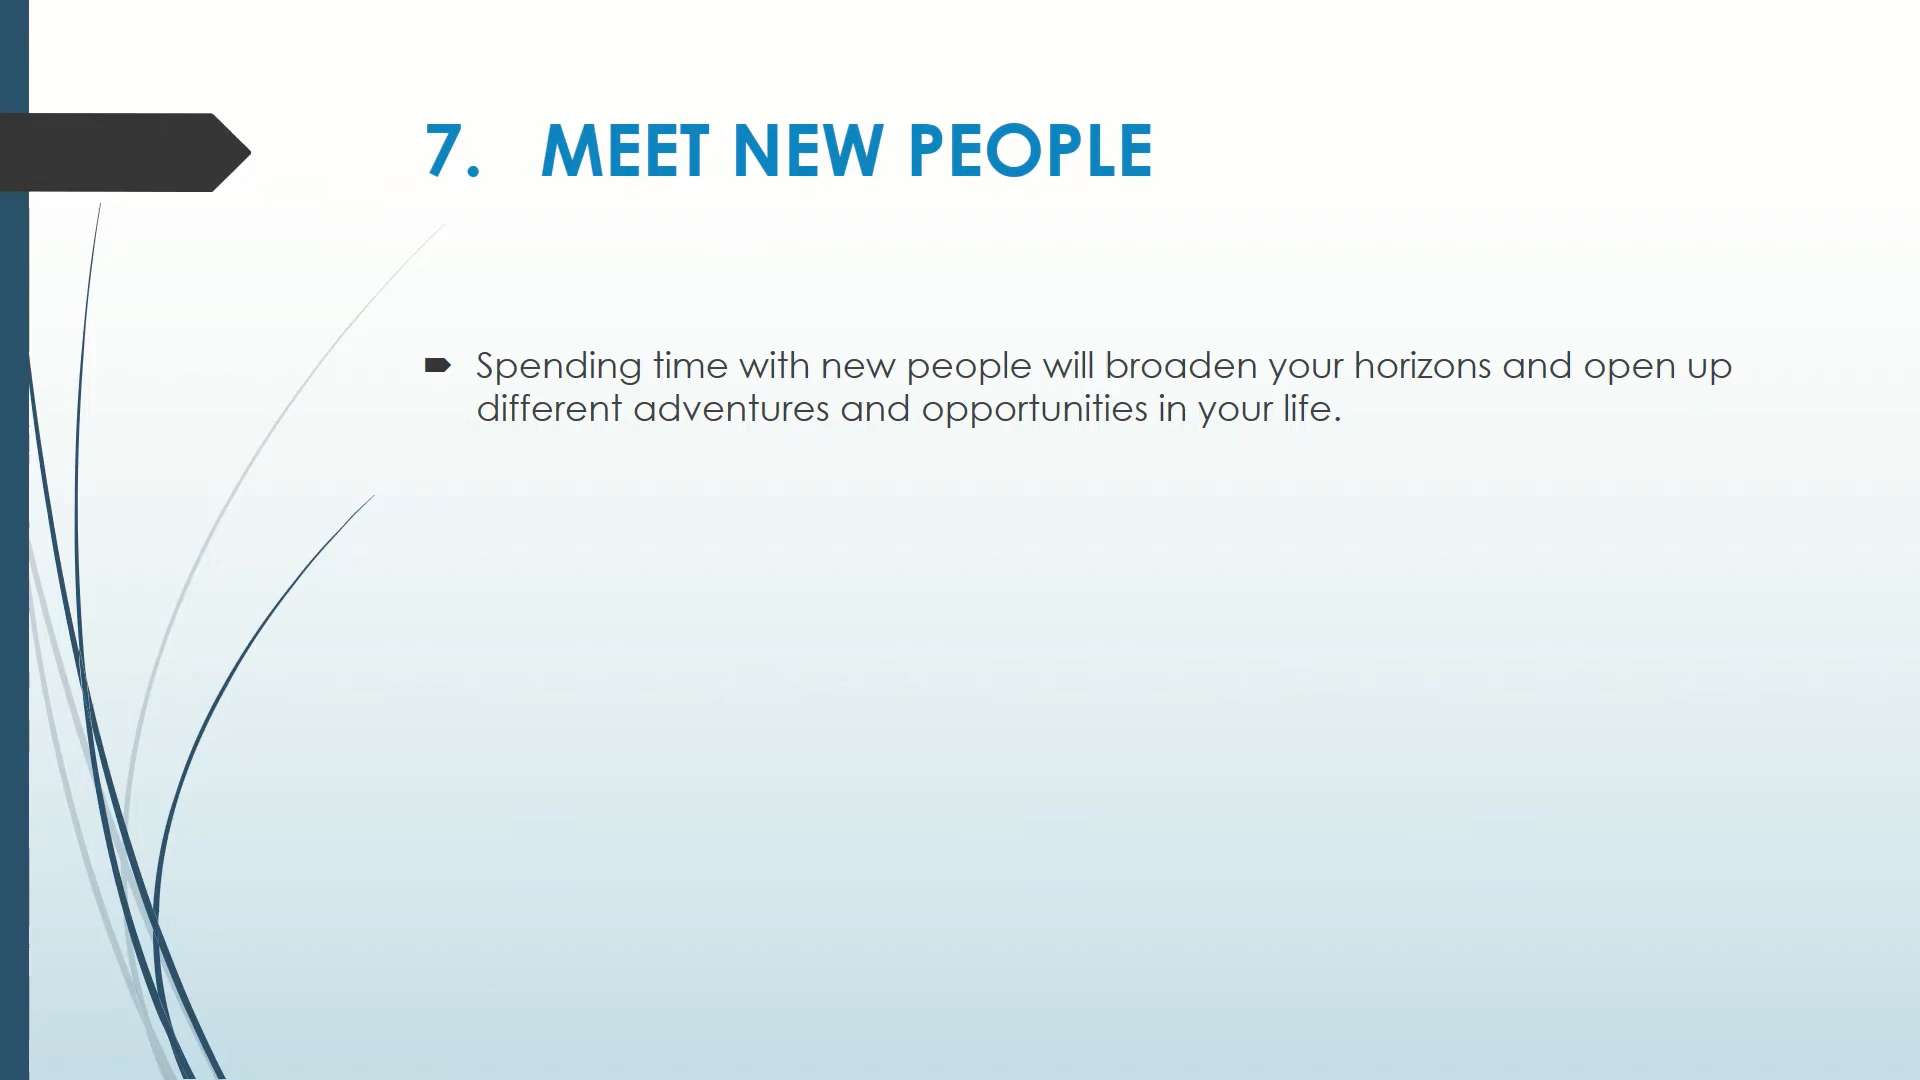 7. MEET NEW PEOPLE
Spending time with new people will broaden your horizons and open up
different adventures and opportunities in your life.